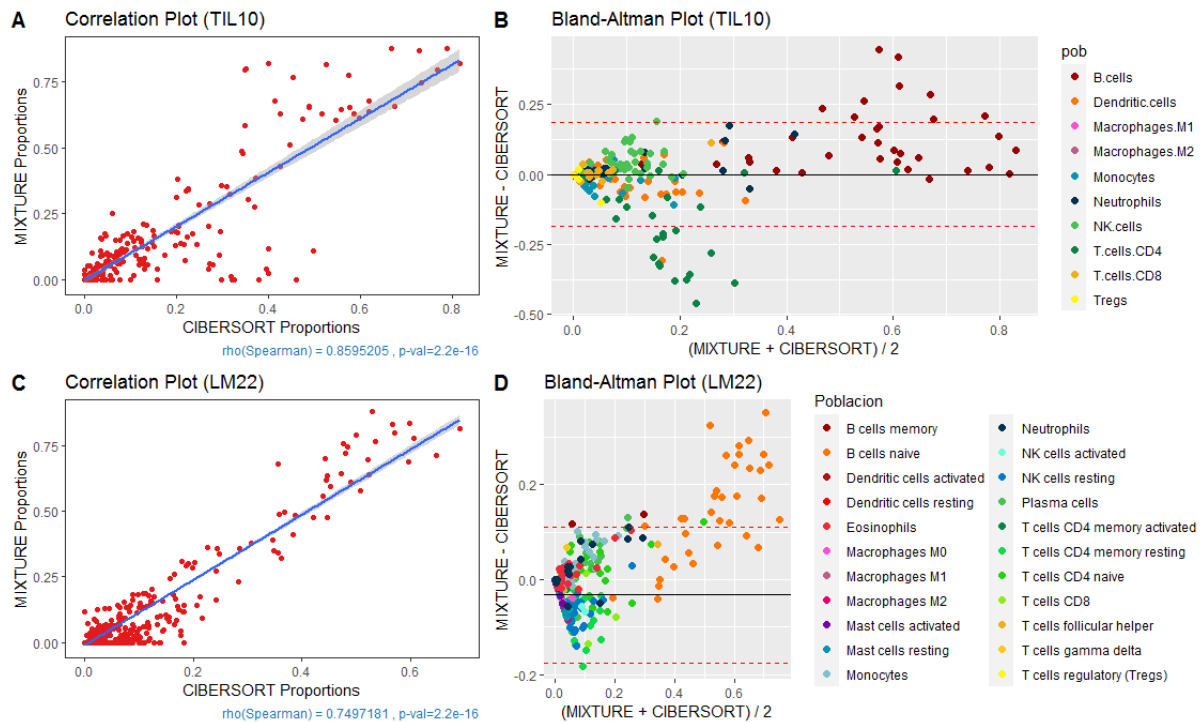 A Correlation Plot (TIL10)
MIXTURE Proportions
0.75
0.50
0.25
0.00
0.0 0.2 0.4 0.6 0.8
CIBERSORT Proportions
rho(Spearman) = 0.8595205 , p-val=2.2e-16
B Bland-Altman Plot (TIL10)
MIXTURE - CIBERSORT
0.25
0.00
-0.25
-0.50
0.0 0.2 0.4 0.6 0.8
(MIXTURE + CIBERSORT) / 2
pob
B.cells
Dendritic.cells
Macrophages.M1
Macrophages.M2
Monocytes
Neutrophils
NK.cells
T.cells.CD4
T.cells.CD8
Tregs
C Correlation Plot (LM22)
MIXTURE Proportions
0.75
0.50
0.25
0.00
0.0 0.2 0.4 0.6
CIBERSORT Proportions
rho(Spearman) = 0.7497181 , p-val=2.2e-16
D Bland-Altman Plot (LM22)
MIXTURE - CIBERSORT
0.2
0.0
0.0 0.2 0.4 0.6
(MIXTURE + CIBERSORT) / 2
Poblacion
B cells memory
B cells naive
Dendritic cells activated
Dendritic cells resting
Eosinophils
Macrophages M0
Macrophages M1
Macrophages M2
Mast cells activated
Mast cells resting
Monocytes
Neutrophils
NK cells activated
NK cells resting
Plasma cells
T cells CD4 memory activated
T cells CD4 memory resting
T cells CD4 naive
T cells CD8
T cells follicular helper
T cells gamma delta
T cells regulatory (Tregs)